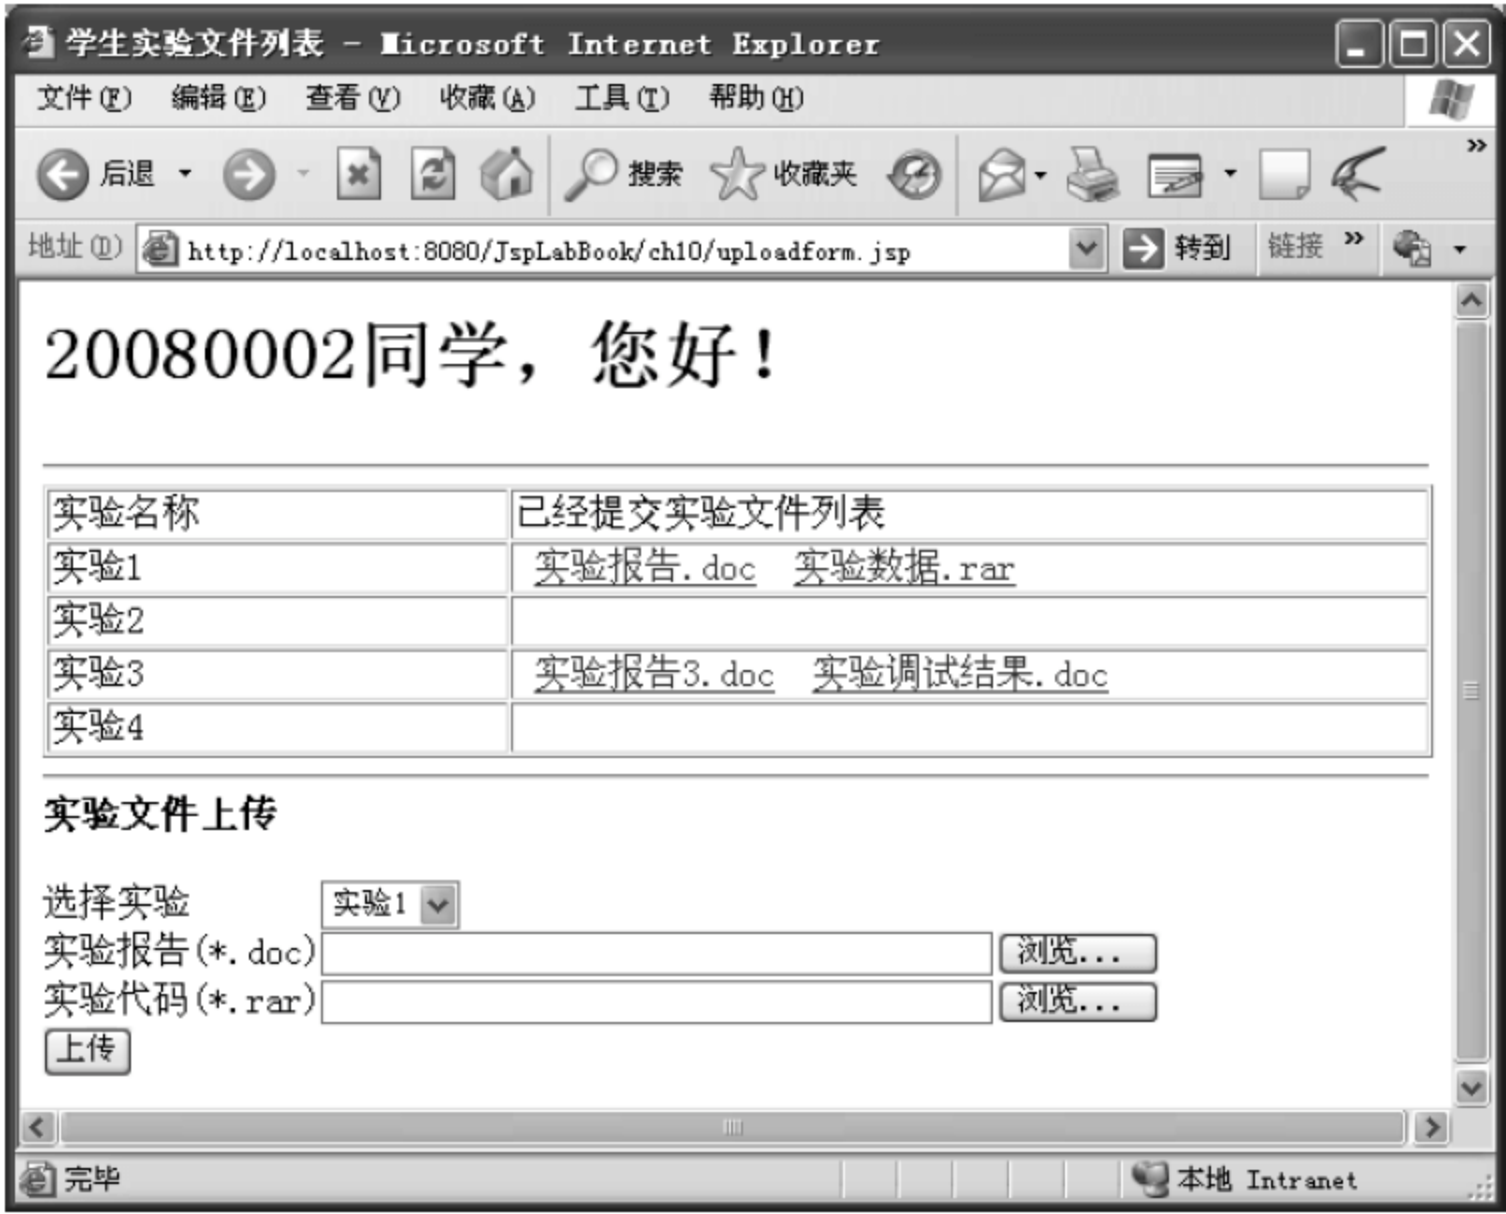 学生实验文件列表 - Microsoft Internet Explorer
文件(F) 编辑(E) 查看(V) 收藏(A) 工具(T) 帮助(H)
后退 搜索 收藏夹 »
地址(D) http://localhost:8080/JspLabBook/ch10/uploadform.jsp 转到 链接 »
20080002同学，您好！
实验名称 已经提交实验文件列表
实验1 实验报告.doc 实验数据.rar
实验2
实验3 实验报告3.doc 实验调试结果.doc
实验4
实验文件上传
选择实验 实验1
实验报告(*.doc) 浏览...
实验代码(*.rar) 浏览...
上传
完毕 本地 Intranet